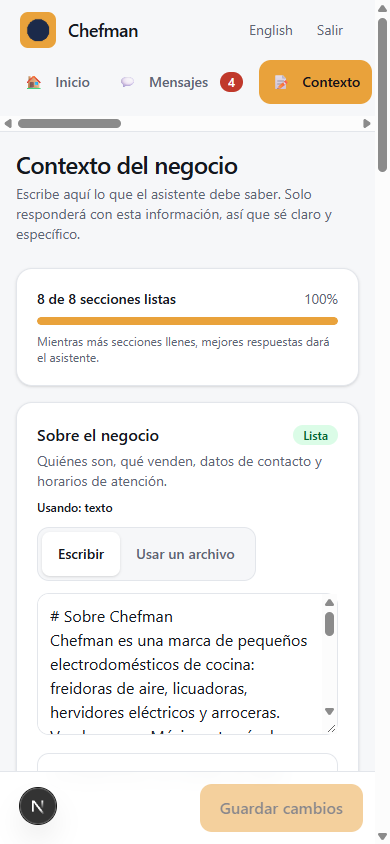 Chefman
English
Salir
Inicio
Mensajes
4
Contexto
Contexto del negocio
Escribe aquí lo que el asistente debe saber. Solo
responderá con esta información, así que sé claro y
específico.
8 de 8 secciones listas
100%
Mientras más secciones llenes, mejores respuestas dará
el asistente.
Sobre el negocio
Lista
Quiénes son, qué venden, datos de contacto y
horarios de atención.
Usando: texto
Escribir
Usar un archivo
# Sobre Chefman
Chefman es una marca de pequeños
electrodomésticos de cocina:
freidoras de aire, licuadoras,
hervidores eléctricos y arroceras.
N
Guardar cambios